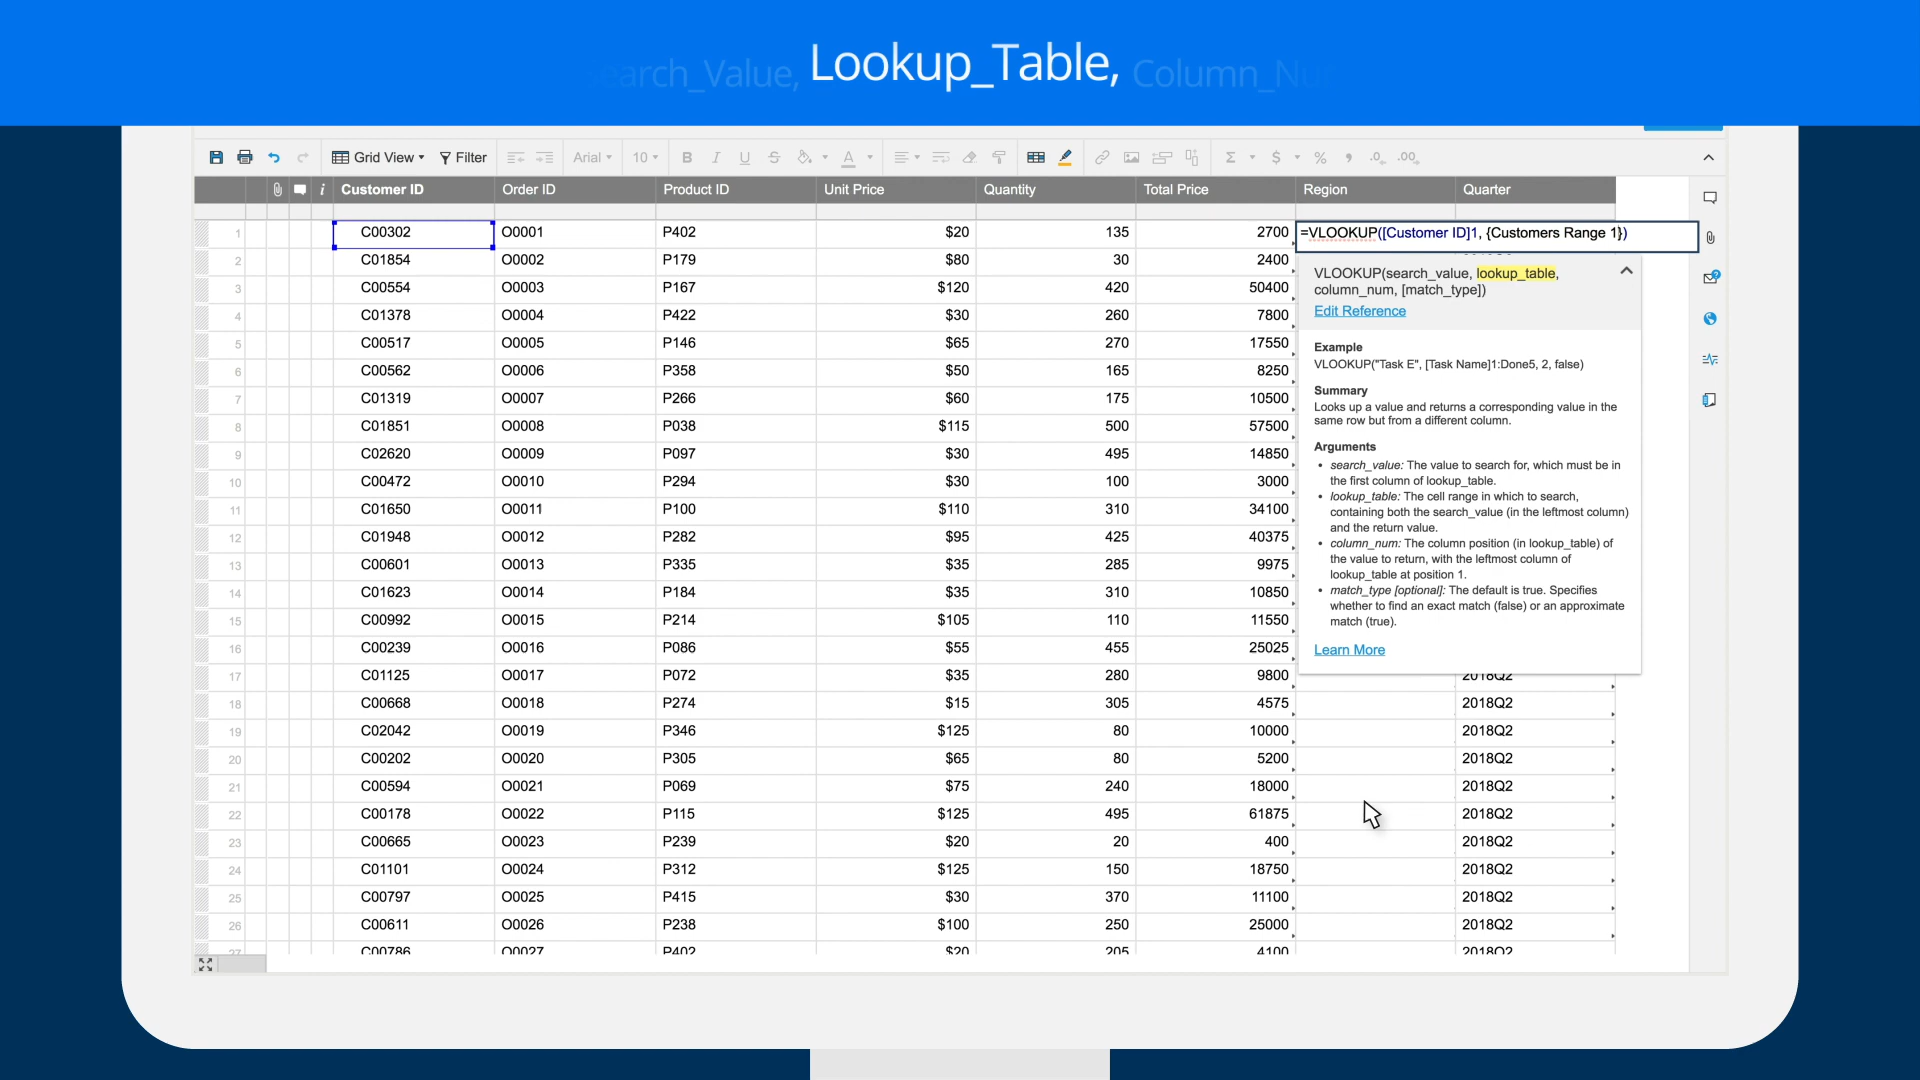 Search_Value, Lookup_Table, Column_Num
Grid View Filter Arial 10 B I U S A Σ $ % .0 .00
i Customer ID Order ID Product ID Unit Price Quantity Total Price Region Quarter
1 C00302 O0001 P402 $20 135 2700 =VLOOKUP([Customer ID]1, {Customers Range 1})
2 C01854 O0002 P179 $80 30 2400
3 C00554 O0003 P167 $120 420 50400
4 C01378 O0004 P422 $30 260 7800
5 C00517 O0005 P146 $65 270 17550
6 C00562 O0006 P358 $50 165 8250
7 C01319 O0007 P266 $60 175 10500
8 C01851 O0008 P038 $115 500 57500
9 C02620 O0009 P097 $30 495 14850
10 C00472 O0010 P294 $30 100 3000
11 C01650 O0011 P100 $110 310 34100
12 C01948 O0012 P282 $95 425 40375
13 C00601 O0013 P335 $35 285 9975
14 C01623 O0014 P184 $35 310 10850
15 C00992 O0015 P214 $105 110 11550
16 C00239 O0016 P086 $55 455 25025
17 C01125 O0017 P072 $35 280 9800 2018Q2
18 C00668 O0018 P274 $15 305 4575 2018Q2
19 C02042 O0019 P346 $125 80 10000 2018Q2
20 C00202 O0020 P305 $65 80 5200 2018Q2
21 C00594 O0021 P069 $75 240 18000 2018Q2
22 C00178 O0022 P115 $125 495 61875 2018Q2
23 C00665 O0023 P239 $20 20 400 2018Q2
24 C01101 O0024 P312 $125 150 18750 2018Q2
25 C00797 O0025 P415 $30 370 11100 2018Q2
26 C00611 O0026 P238 $100 250 25000 2018Q2
27 C00786 O0027 P402 $20 205 4100 2018Q2
VLOOKUP(search_value, lookup_table,
column_num, [match_type])
Edit Reference
Example
VLOOKUP("Task E", [Task Name]1:Done5, 2, false)
Summary
Looks up a value and returns a corresponding value in the
same row but from a different column.
Arguments
• search_value: The value to search for, which must be in
the first column of lookup_table.
• lookup_table: The cell range in which to search,
containing both the search_value (in the leftmost column)
and the return value.
• column_num: The column position (in lookup_table) of
the value to return, with the leftmost column of
lookup_table at position 1.
• match_type [optional]: The default is true. Specifies
whether to find an exact match (false) or an approximate
match (true).
Learn More